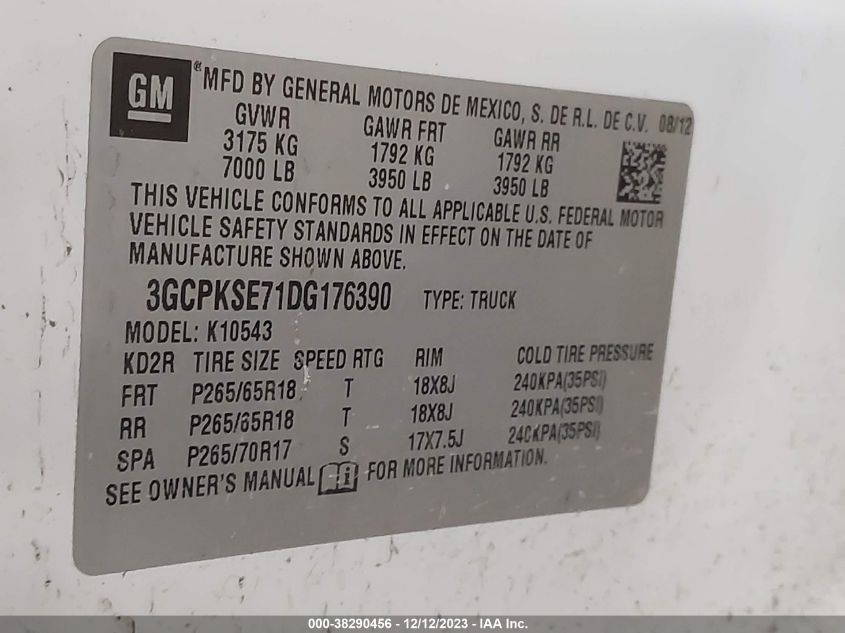 GM ® MFD BY GENERAL MOTORS DE MEXICO, S. DE R.L. DE C.V. 08/12
GVWR GAWR FRT GAWR RR
3175 KG 1792 KG 1792 KG
7000 LB 3950 LB 3950 LB
THIS VEHICLE CONFORMS TO ALL APPLICABLE U.S. FEDERAL MOTOR
VEHICLE SAFETY STANDARDS IN EFFECT ON THE DATE OF
MANUFACTURE SHOWN ABOVE.
3GCPKSE71DG176390 TYPE: TRUCK
MODEL: K10543
KD2R TIRE SIZE SPEED RTG RIM COLD TIRE PRESSURE
FRT P265/65R18 T 18X8J 240KPA(35PSI)
RR P265/65R18 T 18X8J 240KPA(35PSI)
SPA P265/70R17 S 17X7.5J 240KPA(35PSI)
SEE OWNER'S MANUAL i FOR MORE INFORMATION.
000-38290456 - 12/12/2023 - IAA Inc.